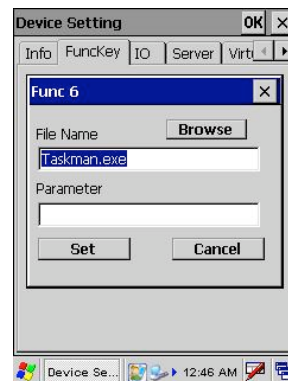 Device Setting OK
Info FuncKey IO Server Virtu
Func 6
File Name Browse
Taskman.exe
Parameter
Set Cancel
Device Se... 12:46 AM